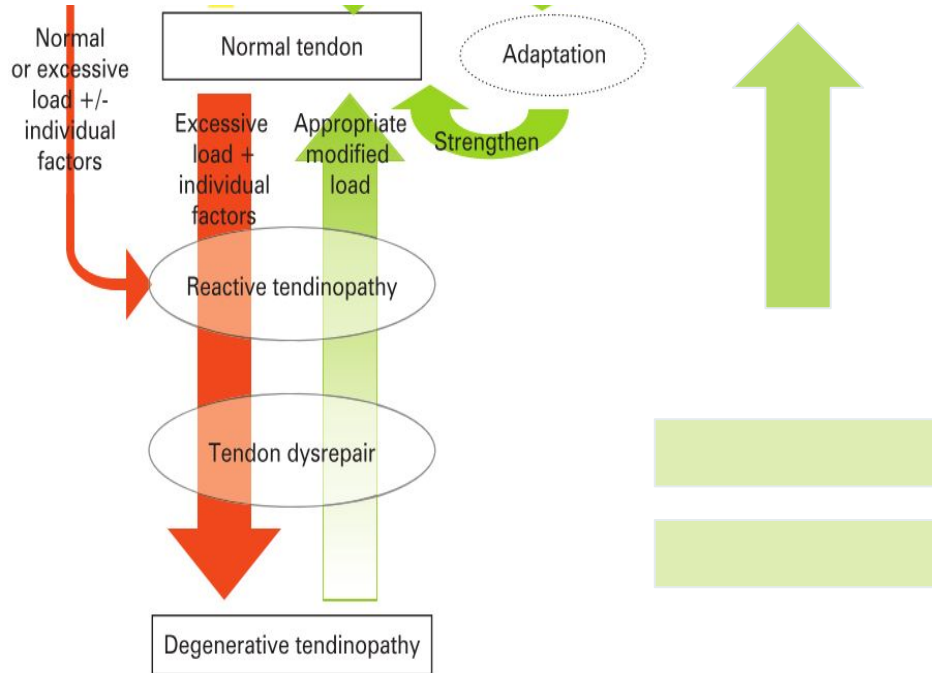 Normal
or excessive
load +/-
individual
factors
Normal tendon
Adaptation
Excessive
load +
individual
factors
Appropriate
modified
load
Strengthen
Reactive tendinopathy
Tendon dysrepair
Degenerative tendinopathy